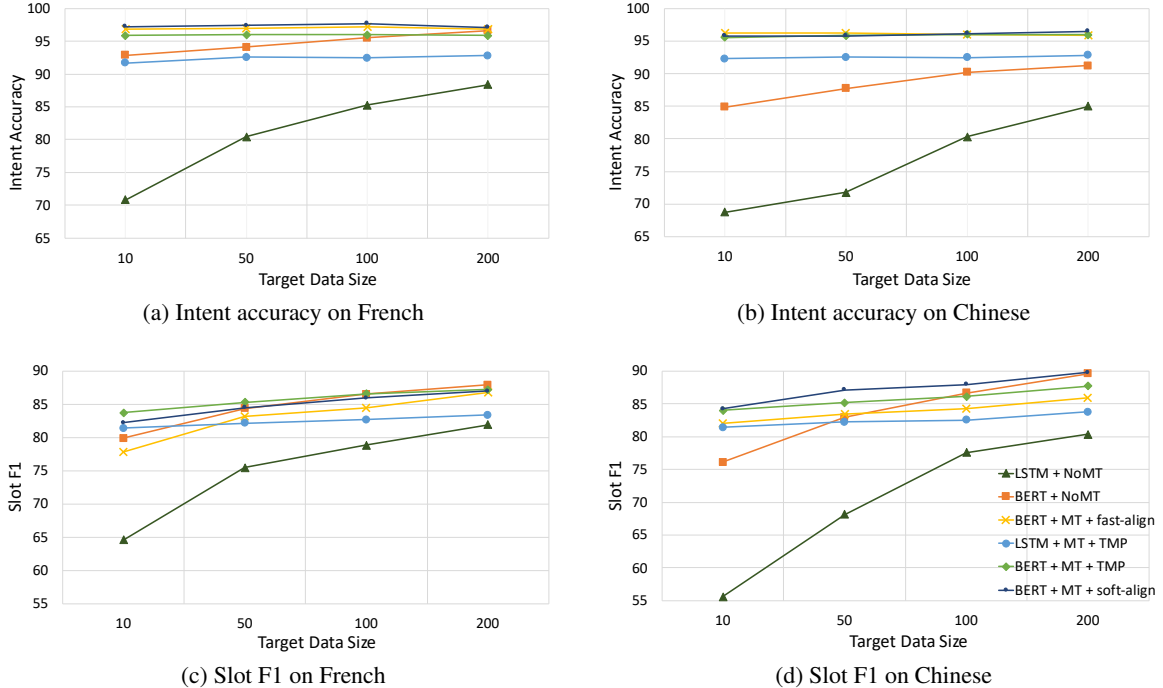 100
95
90
85
80
75
70
65
Intent Accuracy
10 50 100 200
Target Data Size
(a) Intent accuracy on French
100
95
90
85
80
75
70
65
Intent Accuracy
10 50 100 200
Target Data Size
(b) Intent accuracy on Chinese
90
85
80
75
70
65
60
55
Slot F1
10 50 100 200
Target Data Size
(c) Slot F1 on French
90
85
80
75
70
65
60
55
Slot F1
LSTM + NoMT
BERT + NoMT
BERT + MT + fast-align
LSTM + MT + TMP
BERT + MT + TMP
BERT + MT + soft-align
10 50 100 200
Target Data Size
(d) Slot F1 on Chinese